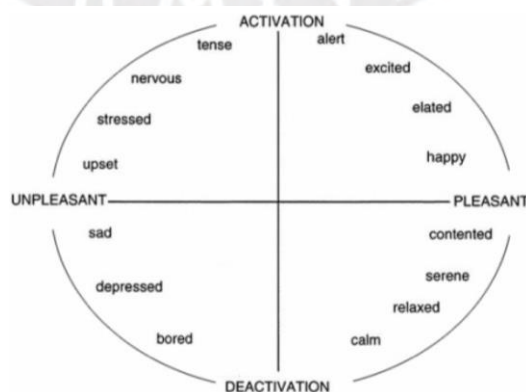 ACTIVATION
tense
alert
nervous
excited
stressed
elated
upset
happy
UNPLEASANT
PLEASANT
sad
contented
depressed
serene
relaxed
bored
calm
DEACTIVATION